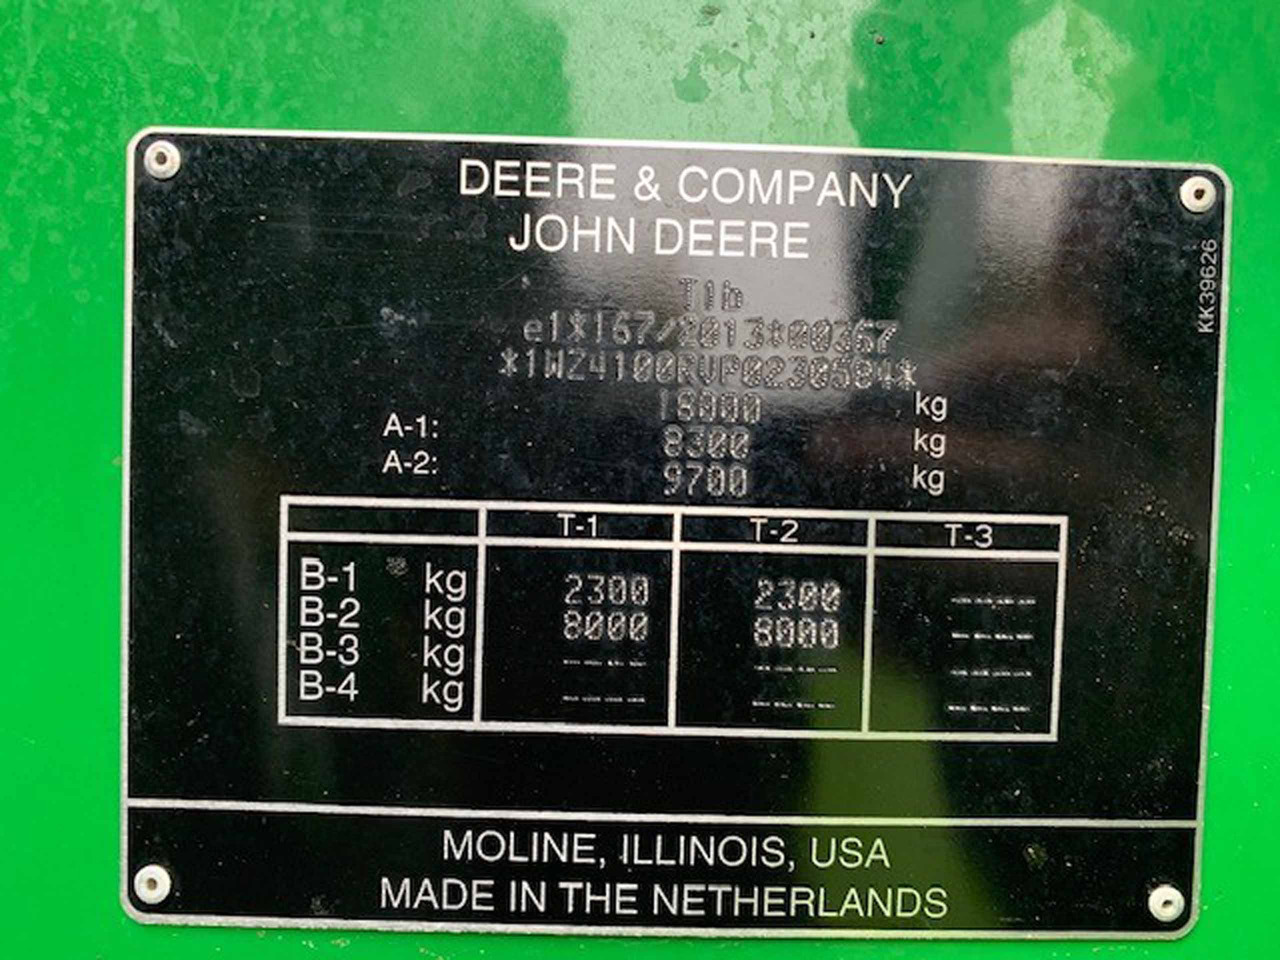 DEERE & COMPANY
JOHN DEERE
KK39626
T1b
e1*167/2013*00367
*1WZ4100RVP0230584*
18000 kg
A-1: 8300 kg
A-2: 9700 kg
T-1 T-2 T-3
B-1 kg 2300 2300 ----
B-2 kg 8000 8000 ----
B-3 kg ---- ---- ----
B-4 kg ---- ---- ----
MOLINE, ILLINOIS, USA
MADE IN THE NETHERLANDS